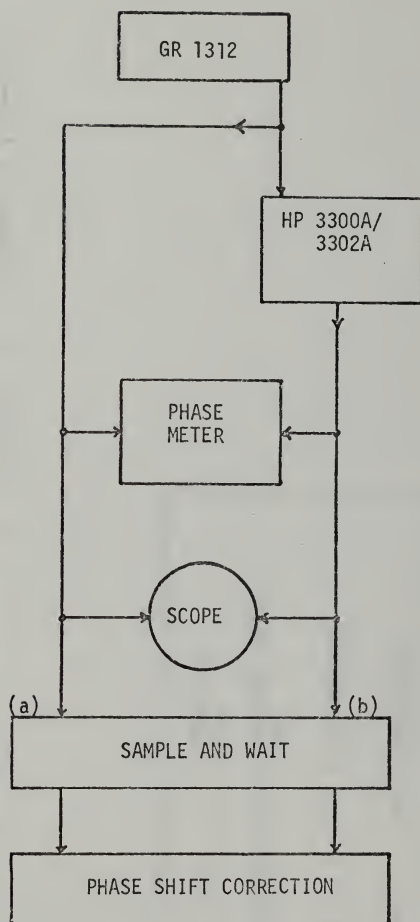 GR 1312
HP 3300A/
3302A
PHASE
METER
SCOPE
(a)
(b)
SAMPLE AND WAIT
PHASE SHIFT CORRECTION